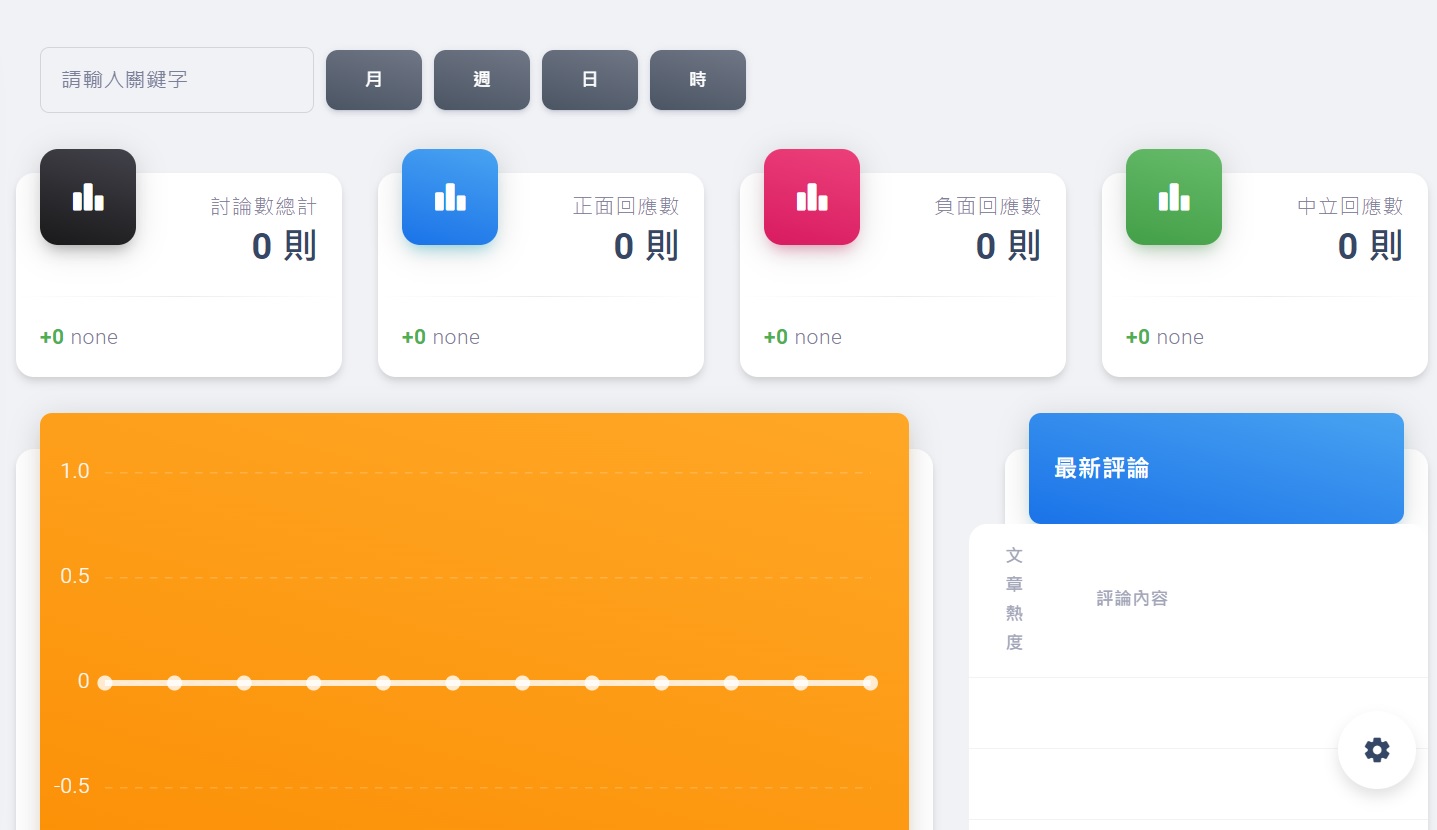 請輸入關鍵字
月
週
日
時
討論數總計
0 則
+0 none
正面回應數
0 則
+0 none
負面回應數
0 則
+0 none
中立回應數
0 則
+0 none
1.0
0.5
0
-0.5
最新評論
文
章
熱
度
評論內容